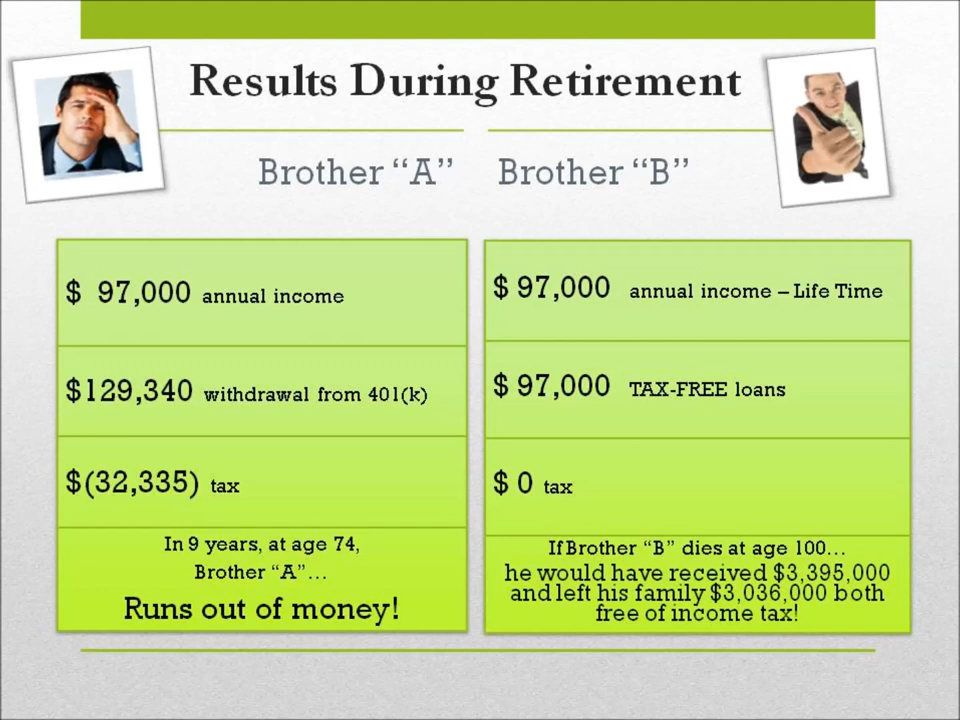 Results During Retirement
Brother “A”
Brother “B”
$ 97,000 annual income
$129,340 withdrawal from 401(k)
$(32,335) tax
In 9 years, at age 74,
Brother “A”…
Runs out of money!
$ 97,000 annual income – Life Time
$ 97,000 TAX-FREE loans
$ 0 tax
If Brother “B” dies at age 100…
he would have received $3,395,000
and left his family $3,036,000 both
free of income tax!